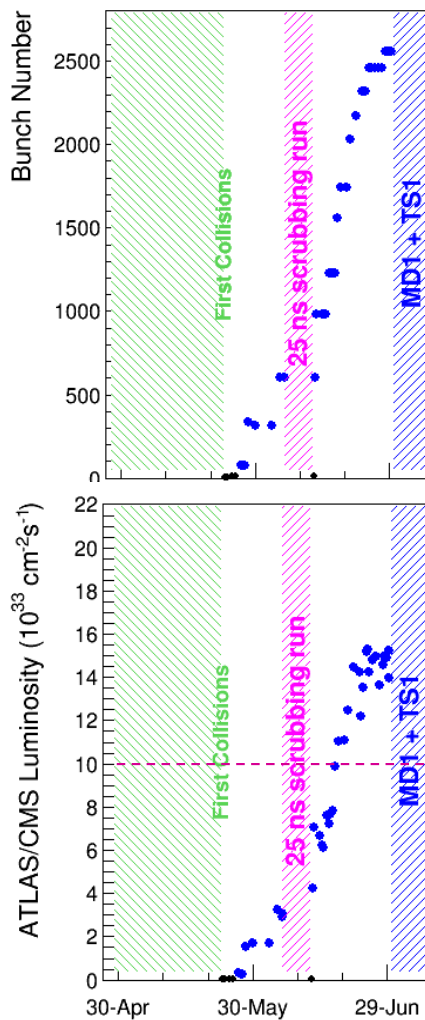 Bunch Number
2500
2000
1500
1000
500
0
First Collisions
25 ns scrubbing run
MD1 + TS1
ATLAS/CMS Luminosity (10³³ cm⁻²s⁻¹)
22
20
18
16
14
12
10
8
6
4
2
0
First Collisions
25 ns scrubbing run
MD1 + TS1
30-Apr 30-May 29-Jun